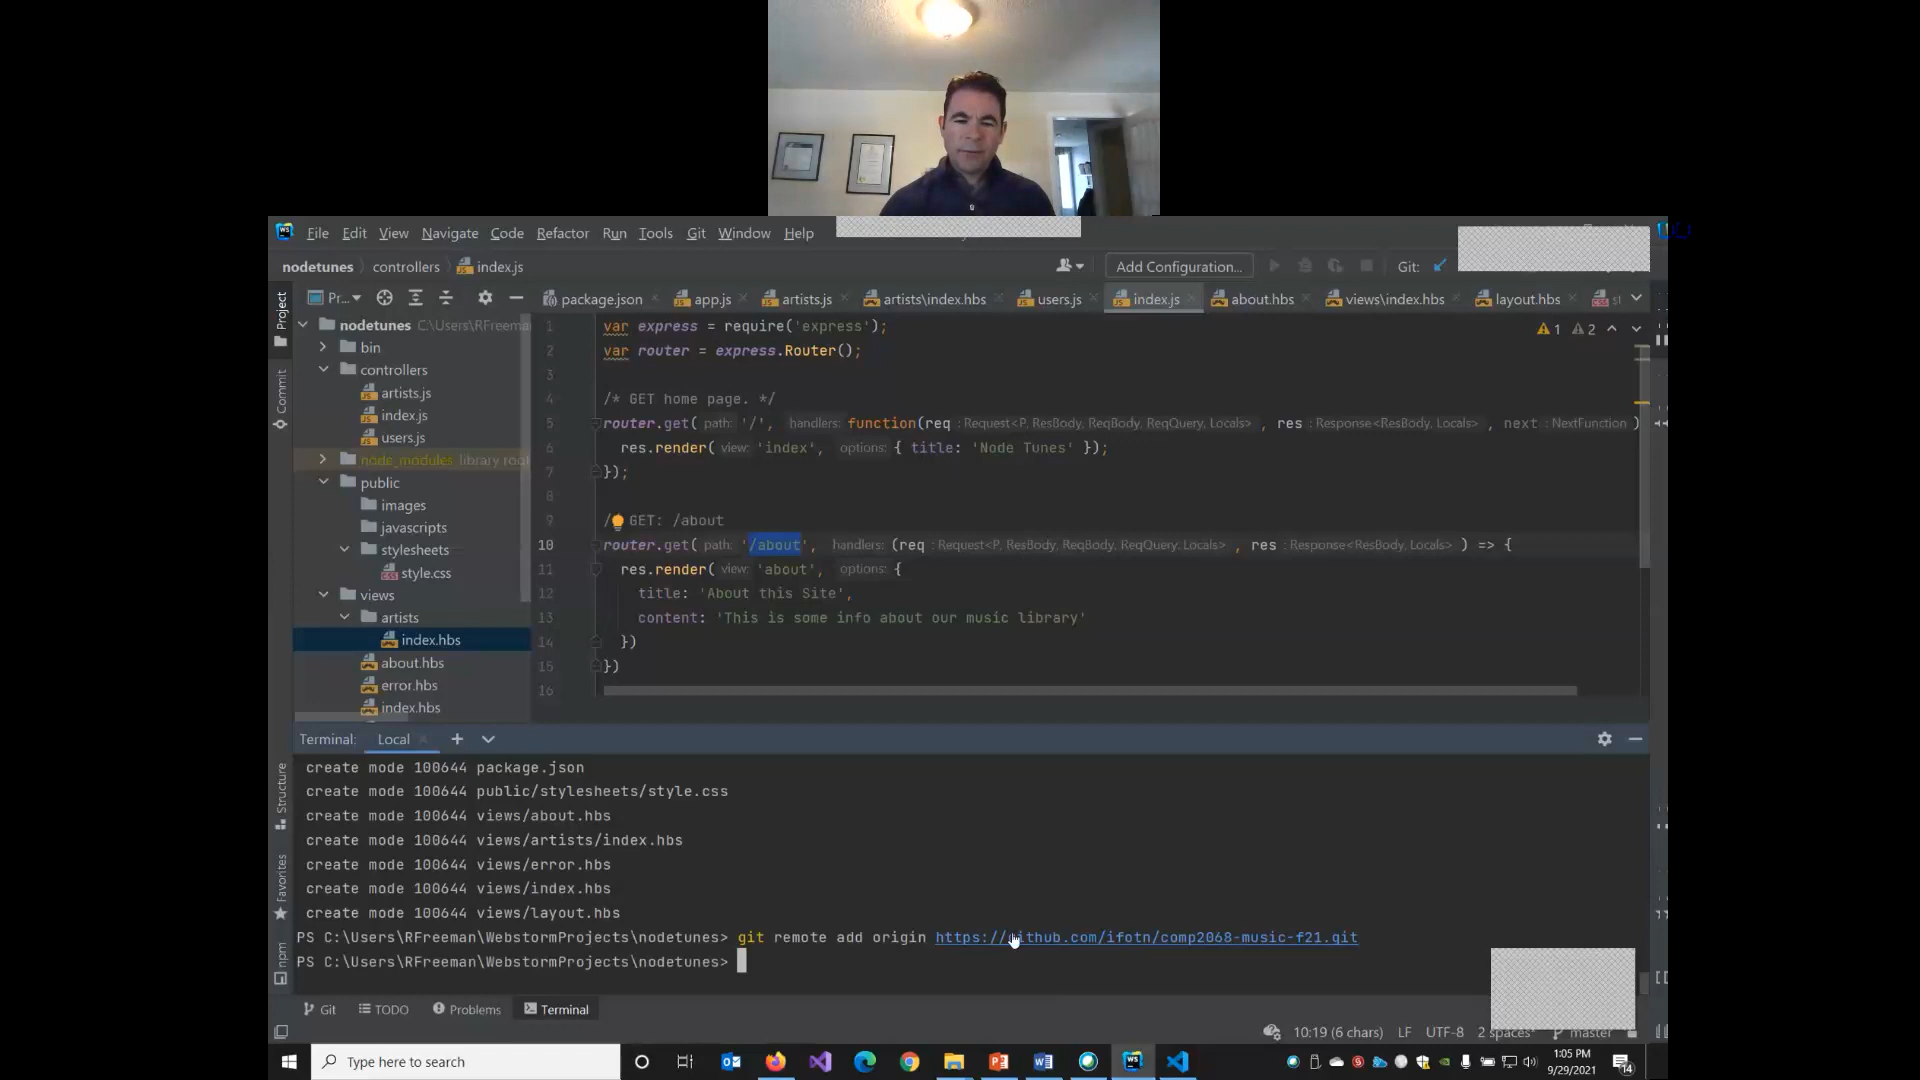 File Edit View Navigate Code Refactor Run Tools Git Window Help
nodetunes controllers index.js
Add Configuration... Git:
Project
Pr... package.json app.js artists.js artists\index.hbs users.js index.js about.hbs views\index.hbs layout.hbs
nodetunes C:\Users\RFreema
bin
controllers
artists.js
index.js
users.js
node_modules library root
public
images
javascripts
stylesheets
style.css
views
artists
index.hbs
about.hbs
error.hbs
index.hbs
Commit
Structure
Favorites
npm
1 var express = require('express');
2 var router = express.Router();
3
4 /* GET home page. */
5 router.get( path: '/', handlers: function(req : Request<P, ResBody, ReqBody, ReqQuery, Locals> , res : Response<ResBody, Locals> , next : NextFunction )
6 res.render( view: 'index', options: { title: 'Node Tunes' });
7 });
8
9 / GET: /about
10 router.get( path: '/about', handlers: (req : Request<P, ResBody, ReqBody, ReqQuery, Locals> , res : Response<ResBody, Locals> ) => {
11 res.render( view: 'about', options: {
12 title: 'About this Site',
13 content: 'This is some info about our music library'
14 })
15 })
16
1 2
Terminal: Local
create mode 100644 package.json
create mode 100644 public/stylesheets/style.css
create mode 100644 views/about.hbs
create mode 100644 views/artists/index.hbs
create mode 100644 views/error.hbs
create mode 100644 views/index.hbs
create mode 100644 views/layout.hbs
PS C:\Users\RFreeman\WebstormProjects\nodetunes> git remote add origin https://github.com/ifotn/comp2068-music-f21.git
PS C:\Users\RFreeman\WebstormProjects\nodetunes>
Git TODO Problems Terminal
10:19 (6 chars) LF UTF-8 2 spaces* master
Type here to search
1:05 PM
9/29/2021
14